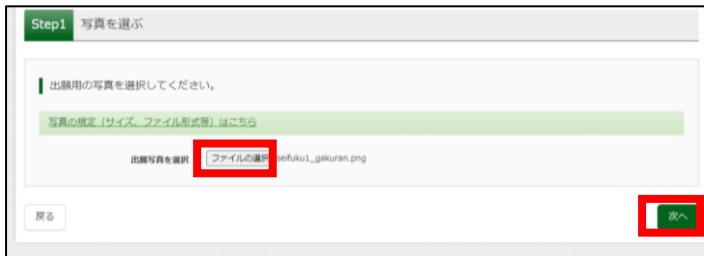 Step1 写真を選ぶ
出願用の写真を選択してください。
写真の規定（サイズ、ファイル形式等）はこちら
出願写真を選択 ファイルの選択 seifuku1_gakuran.png
戻る 次へ